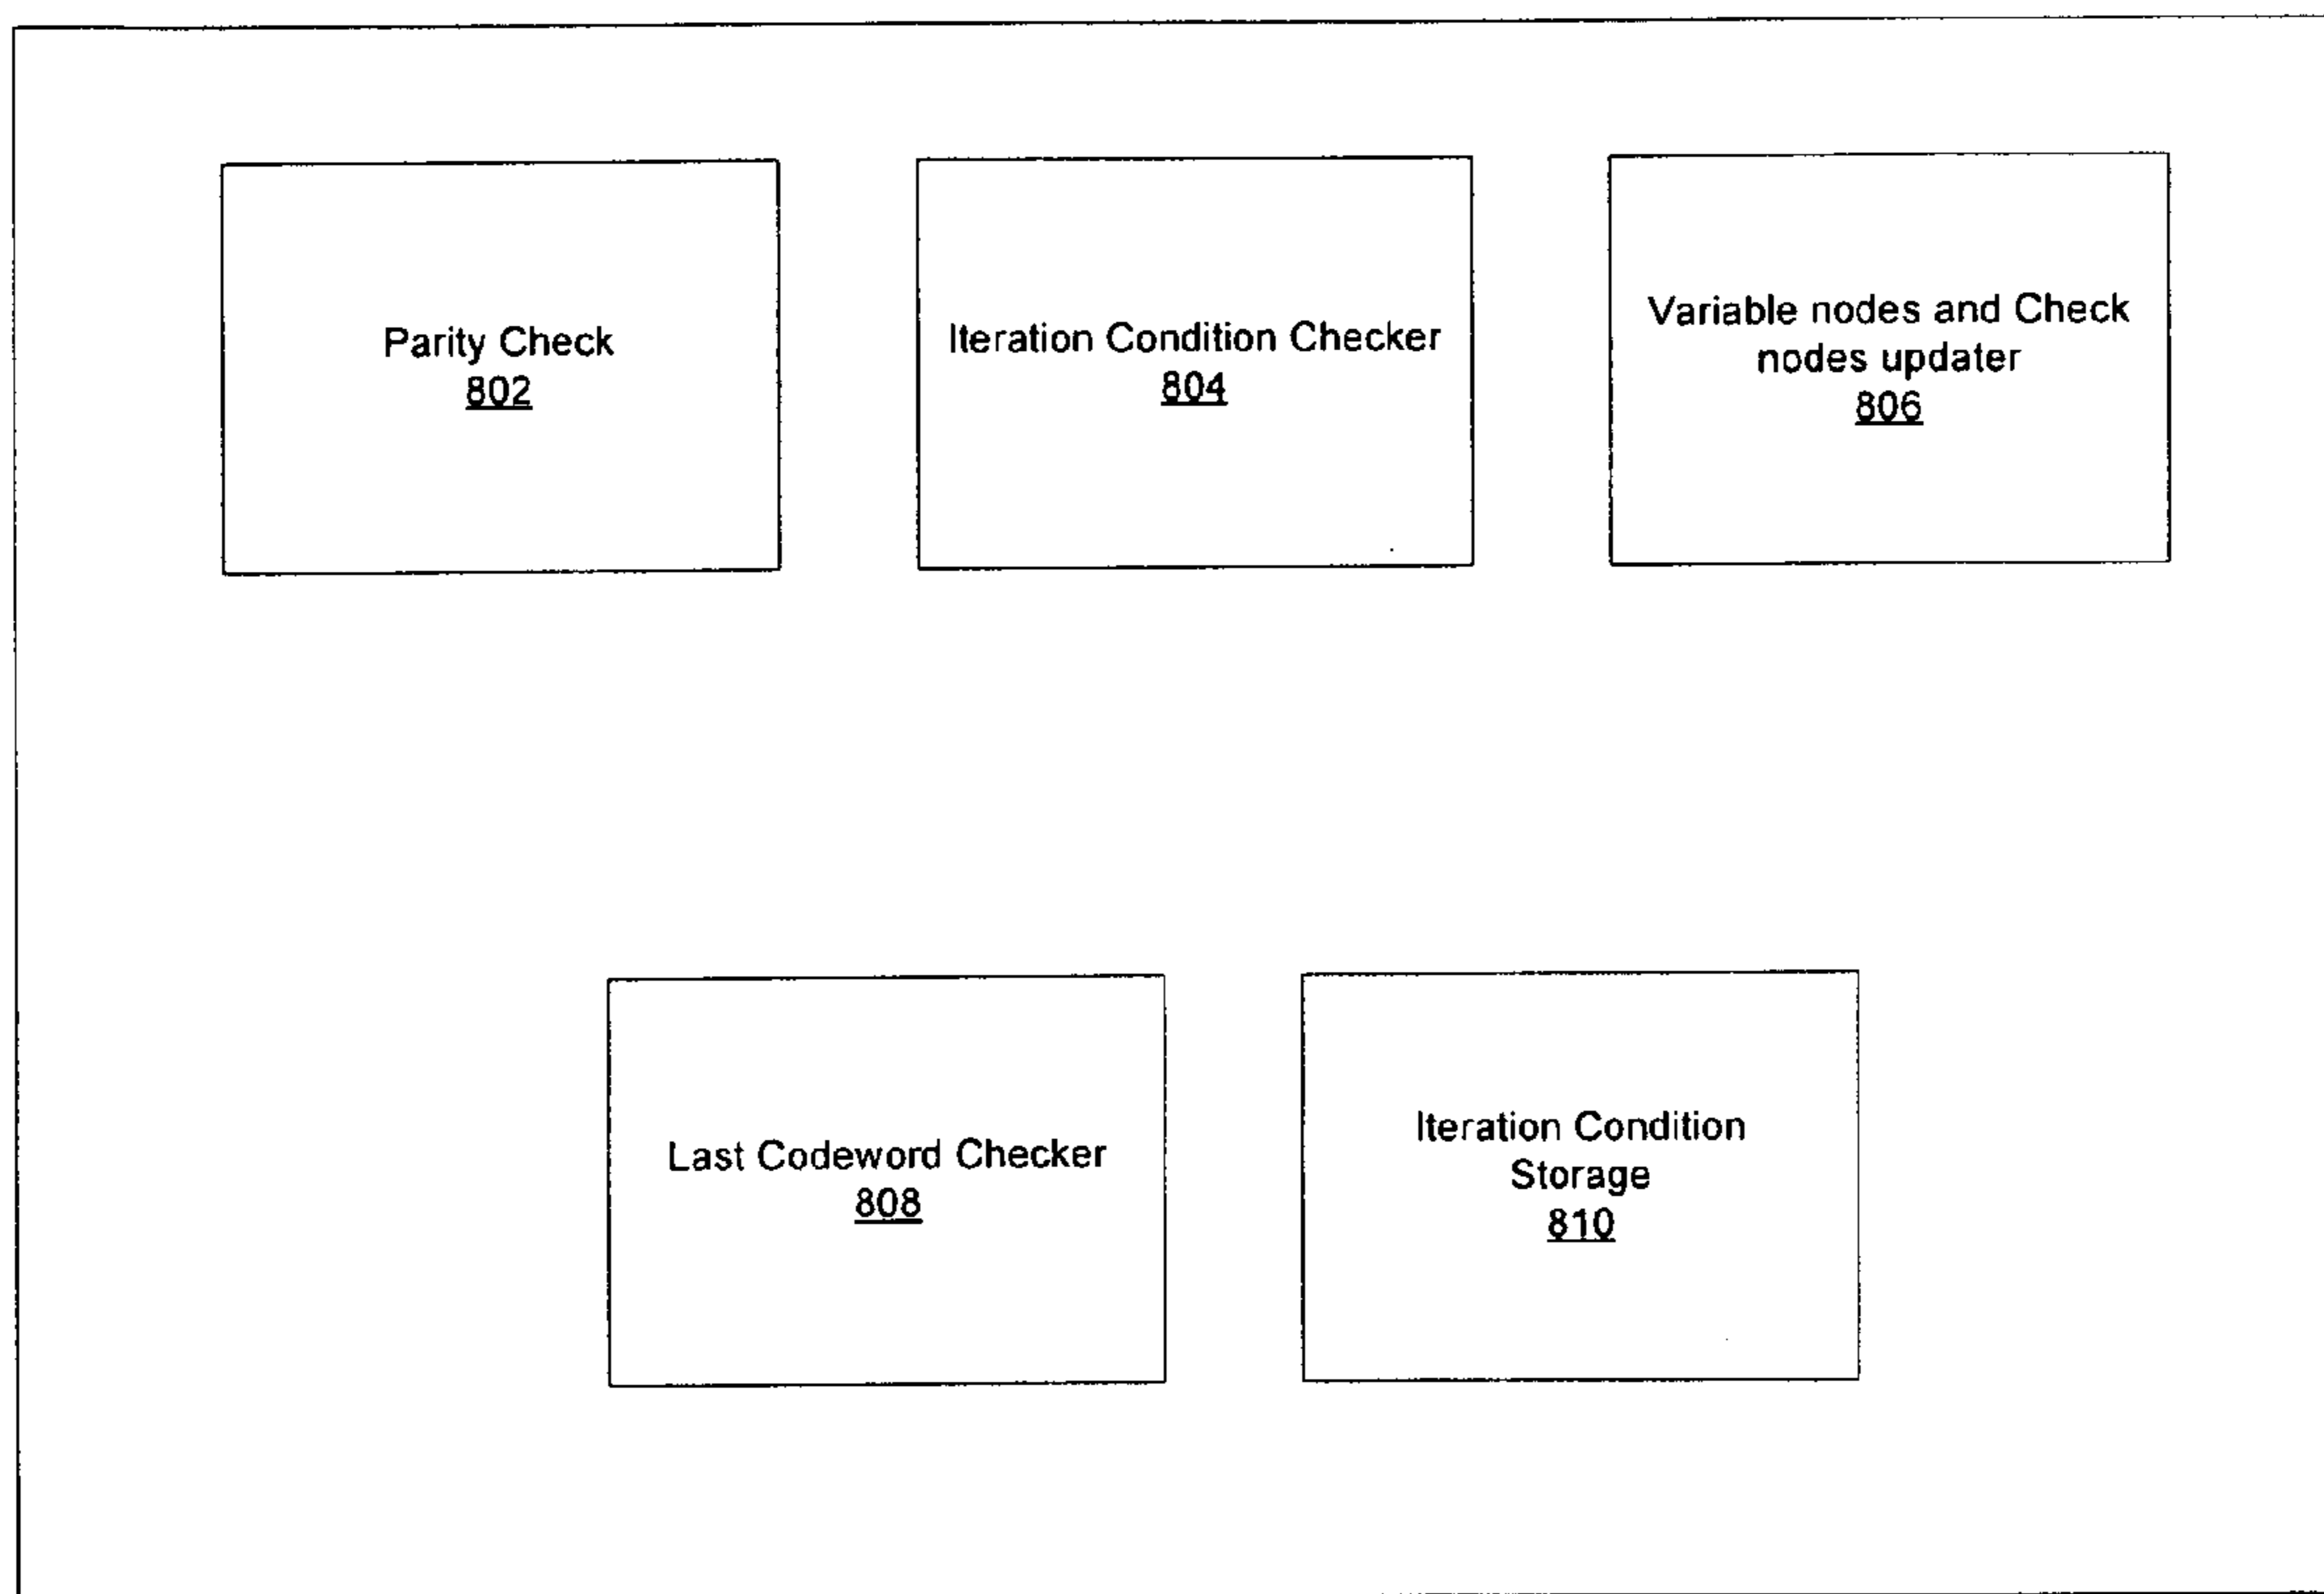 Parity Check
802
Iteration Condition Checker
804
Variable nodes and Check
nodes updater
806
Last Codeword Checker
808
Iteration Condition
Storage
810